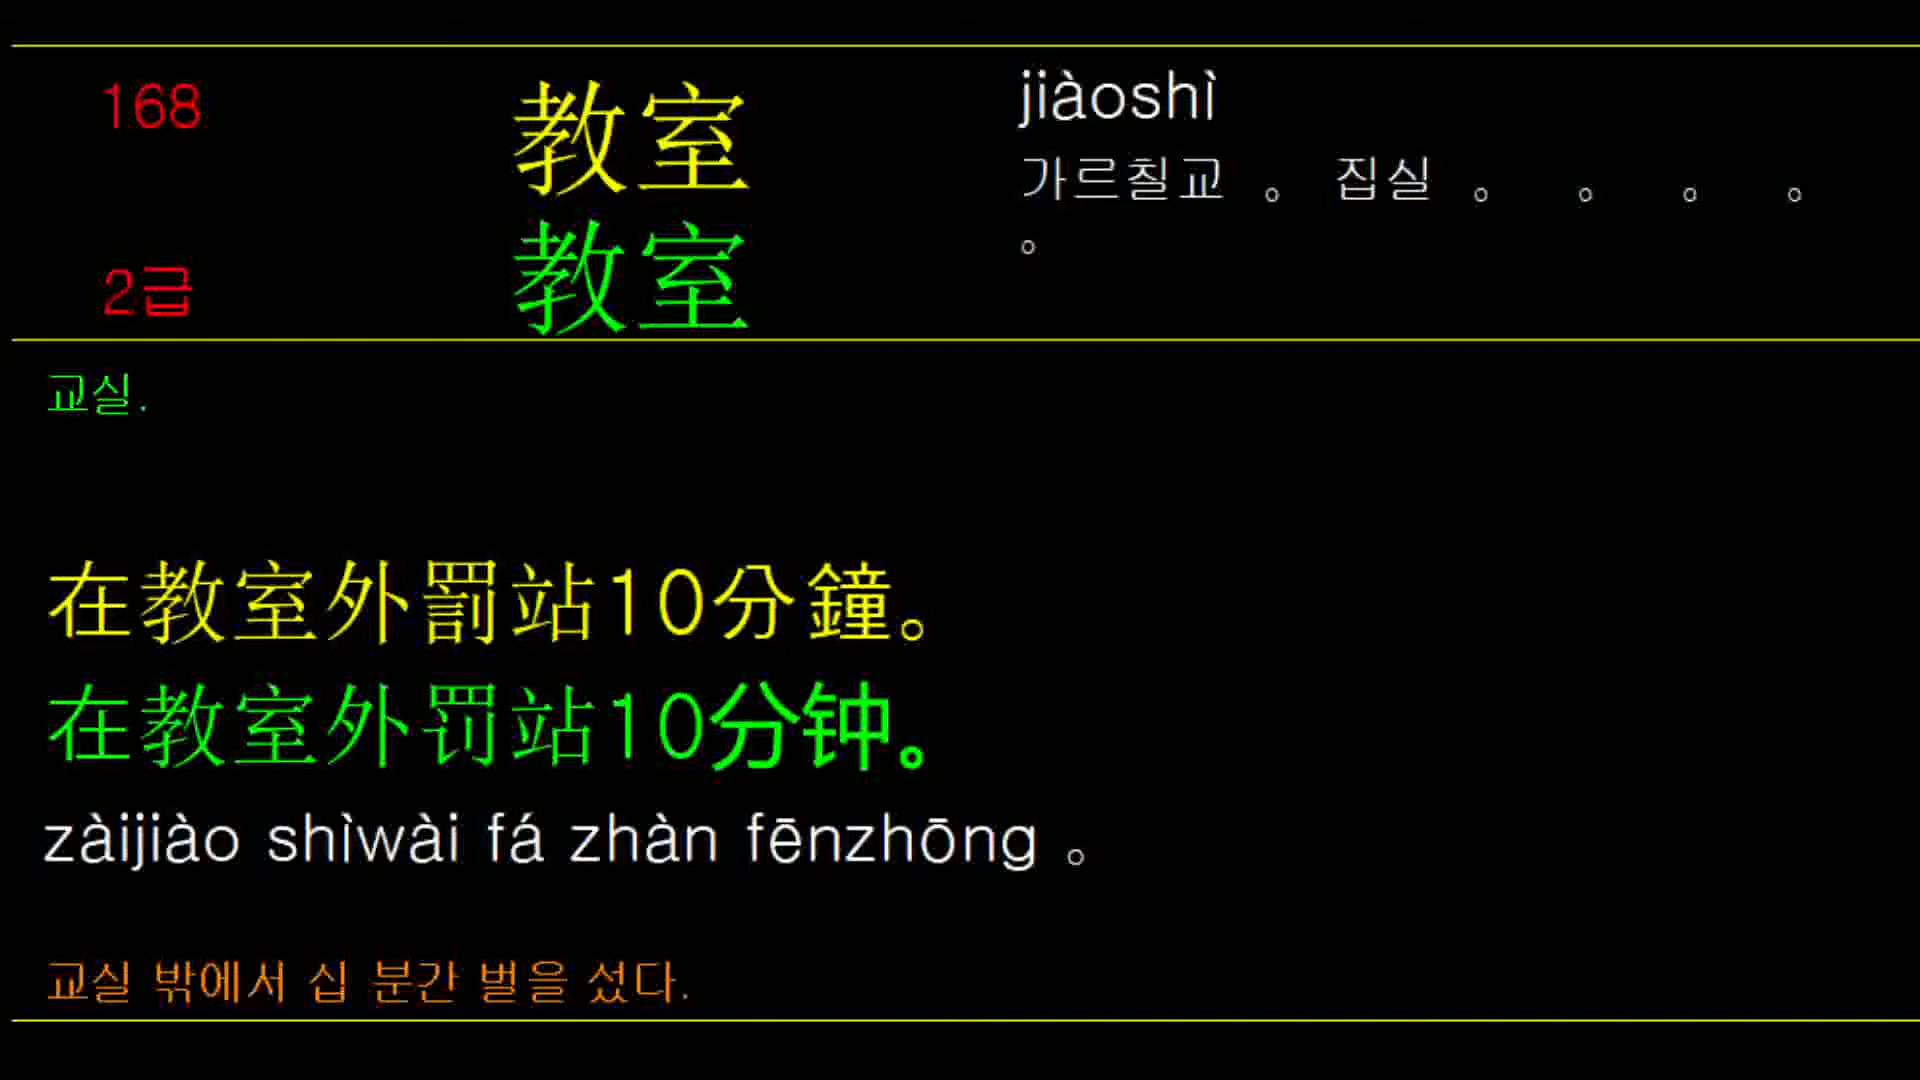 168
教室
jiàoshì
가르칠교 。 집실 。 。 。 。
。
2급
教室
교실.
在教室外罰站10分鐘。
在教室外罚站10分钟。
zàijiào shìwài fá zhàn fēnzhōng 。
교실 밖에서 십 분간 벌을 섰다.